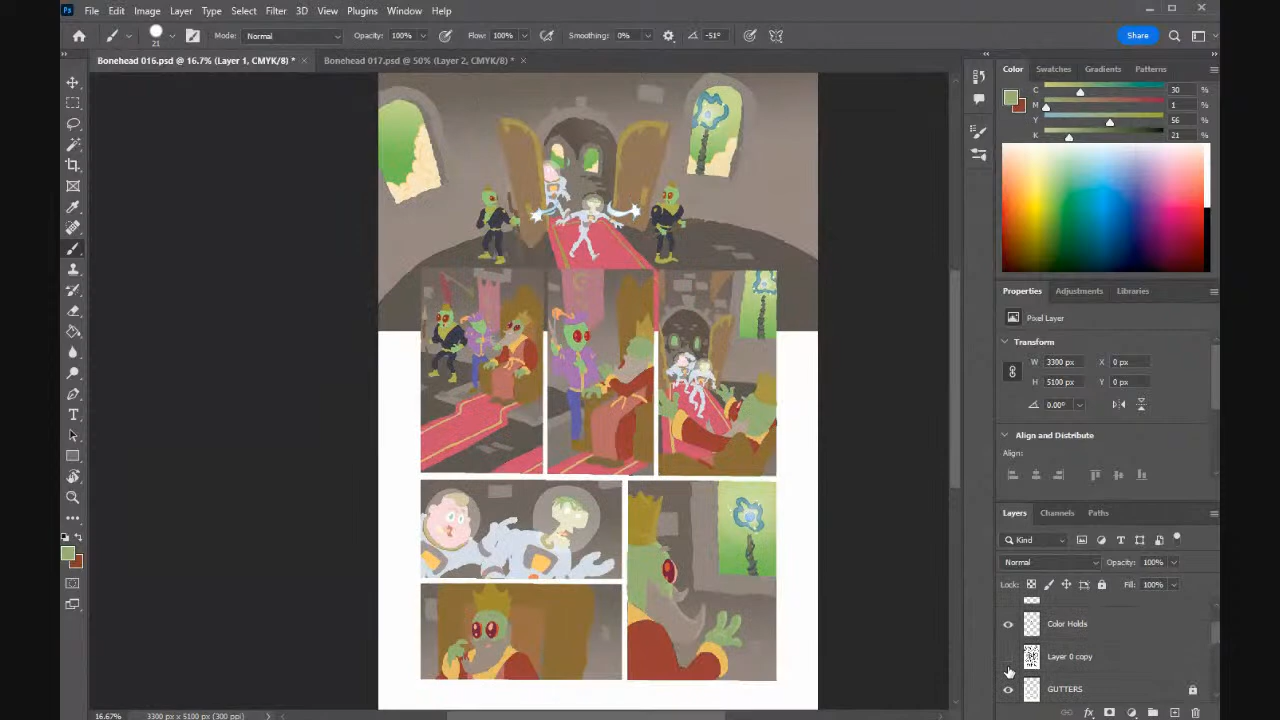 Ps File Edit Image Layer Type Select Filter 3D View Plugins Window Help
21 Mode: Normal Opacity: 100% Flow: 100% Smoothing: 0% -51° Share
Bonehead 016.psd @ 16.7% (Layer 1, CMYK/8) * × Bonehead 017.psd @ 50% (Layer 2, CMYK/8) * ×
Color Swatches Gradients Patterns
C 30 %
M 1 %
Y 56 %
K 21 %
Properties Adjustments Libraries
Pixel Layer
Transform
W 3300 px X 0 px
H 5100 px Y 0 px
0.00°
Align and Distribute
Align:
Layers Channels Paths
Kind
Normal Opacity: 100%
Lock: Fill: 100%
Color Holds
Layer 0 copy
GUTTERS
16.67% 3300 px x 5100 px (300 ppi)